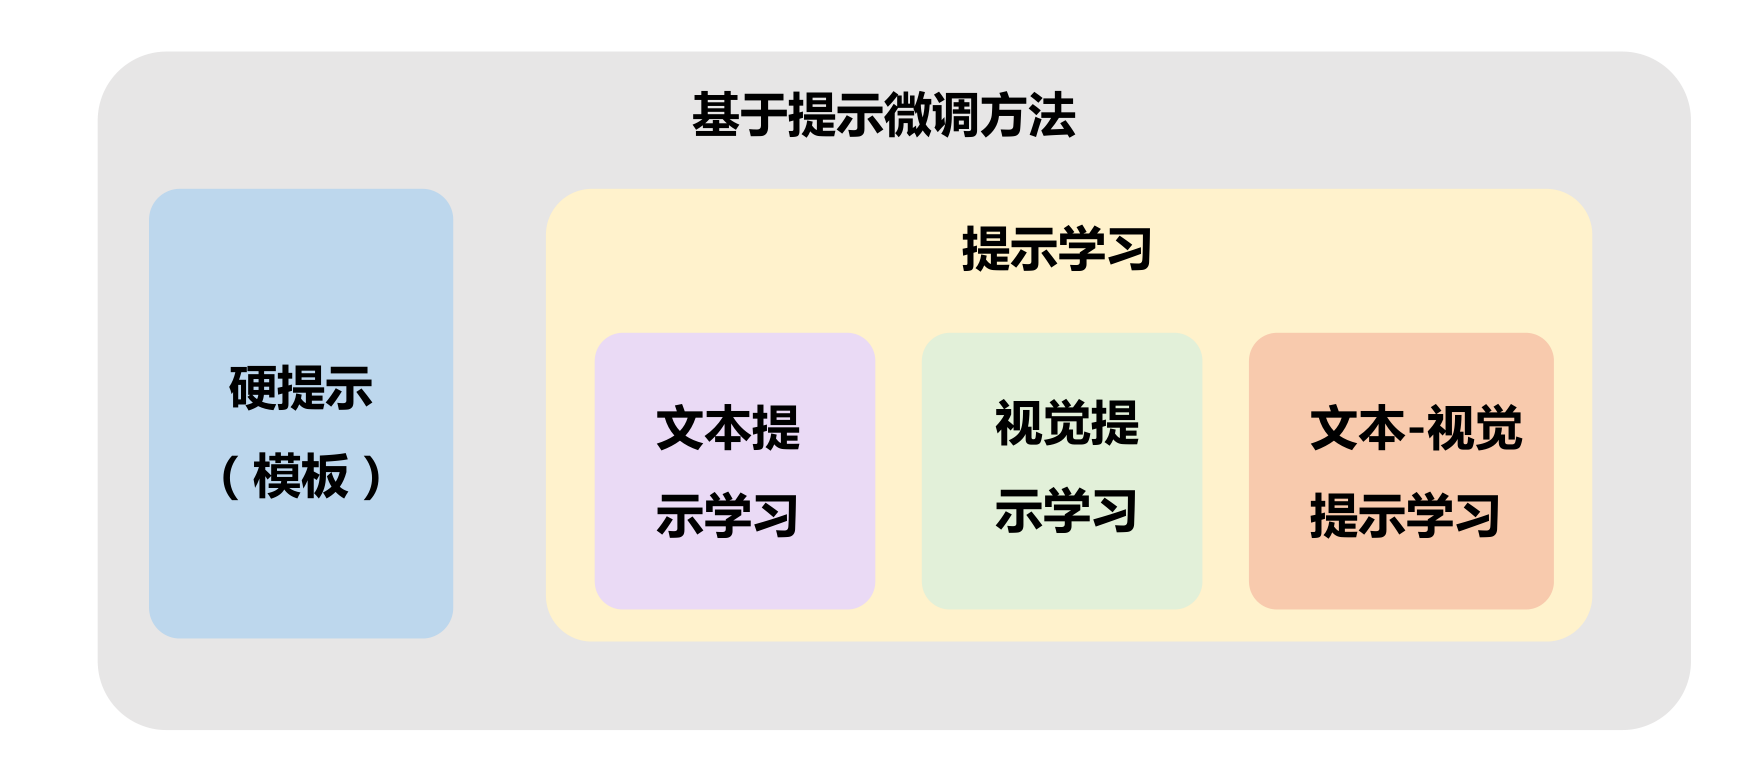 基于提示微调方法
硬提示
（模板）
提示学习
文本提
示学习
视觉提
示学习
文本-视觉
提示学习